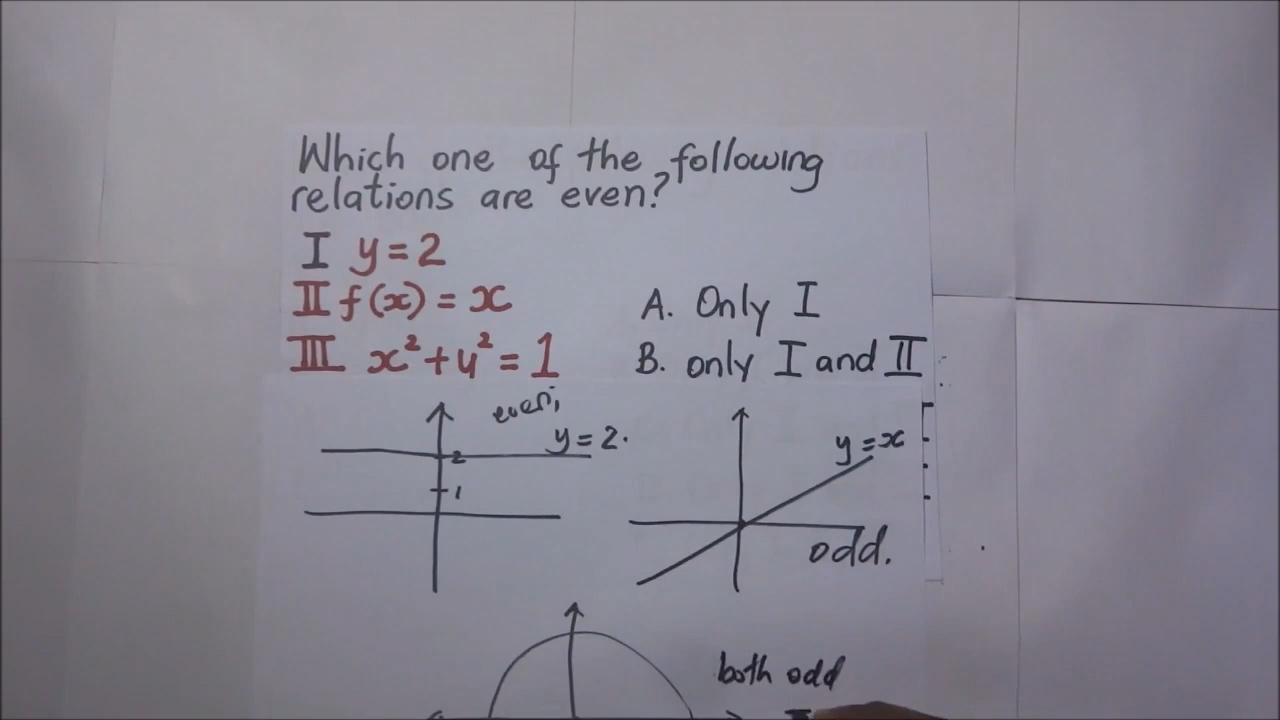 Which one of the following
relations are even?
I y = 2
II f(x) = x
III x² + y² = 1
A. Only I
B. only I and II
even;
y = 2.
2
1
y = x
odd.
both odd